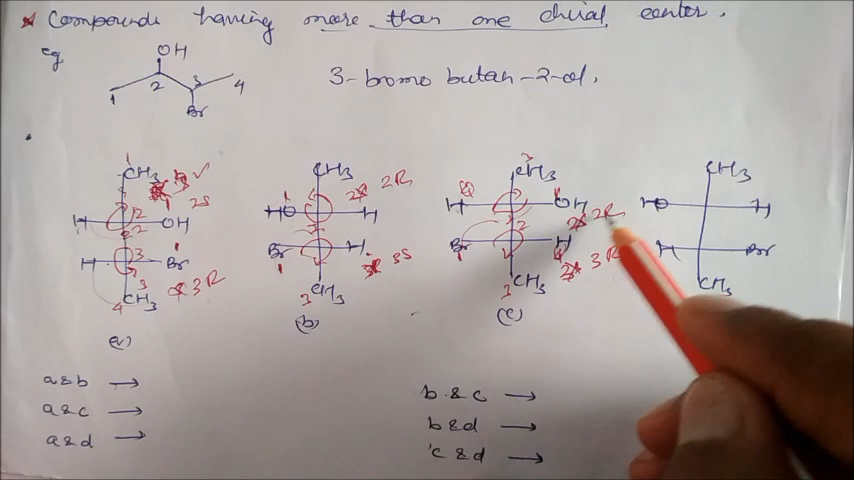 * Compounds having more than one chiral center.
eg OH
1 2 3 4
Br
3-bromo butan-2-ol.
CH3 CH3 CH3 CH3
2S 2R
H OH HO H H OH HO H
2R
H Br Br H Br H H Br
3R 3S 3R
CH3 CH3 CH3 CH3
(a) (b) (c)
a & b →
a & c →
a & d →
b & c →
b & d →
c & d →